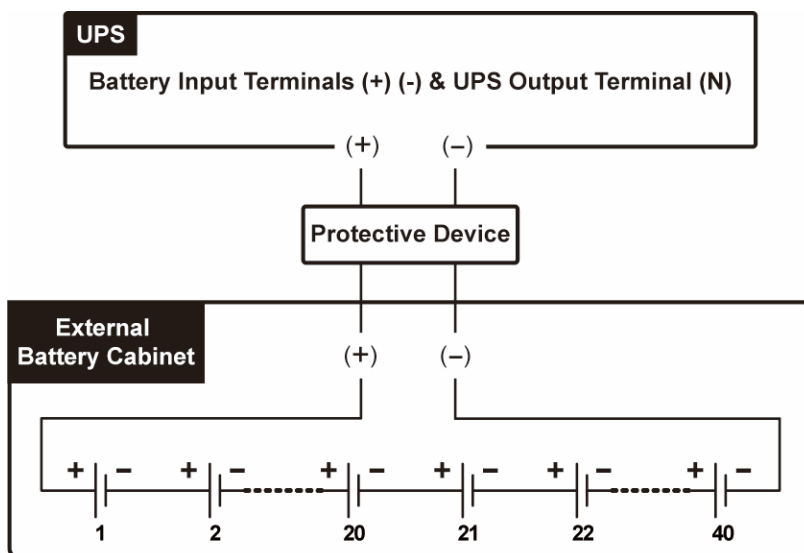 UPS
Battery Input Terminals (+) (-) & UPS Output Terminal (N)
(+) (–)
Protective Device
External
Battery Cabinet
(+) (–)
+ – + – + – + – + – + –
1 2 20 21 22 40